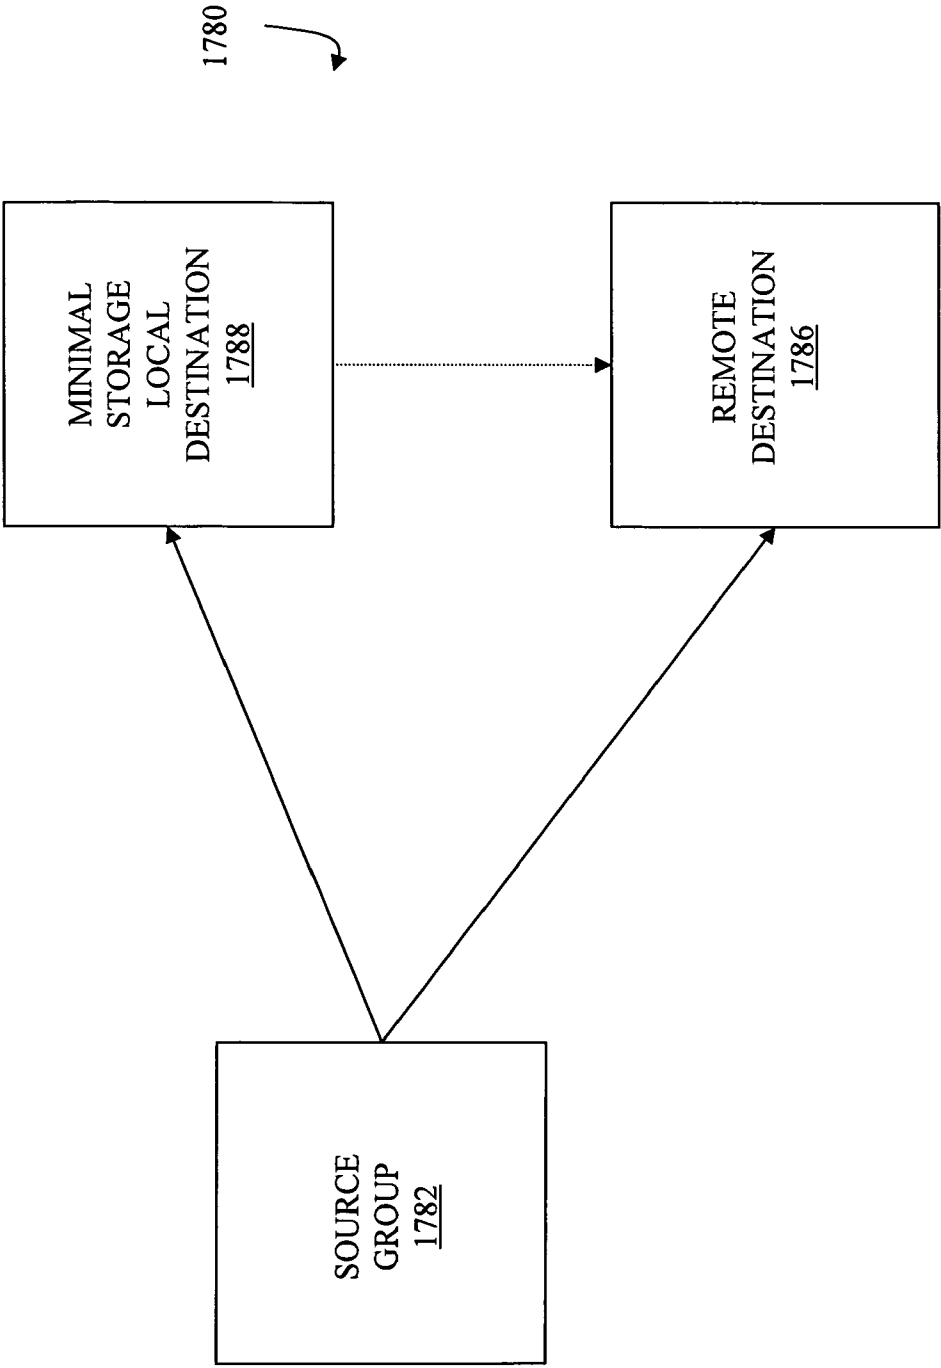 1780
SOURCE
GROUP
1782
MINIMAL
STORAGE
LOCAL
DESTINATION
1788
REMOTE
DESTINATION
1786